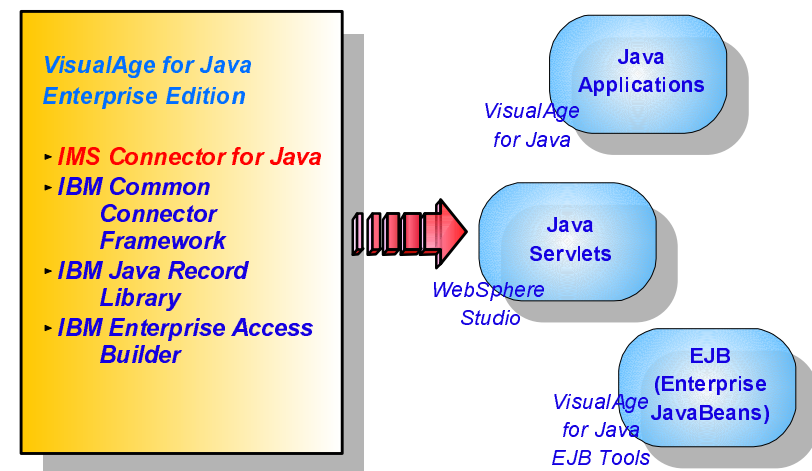 VisualAge for Java
Enterprise Edition
IMS Connector for Java
IBM Common
Connector
Framework
IBM Java Record
Library
IBM Enterprise Access
Builder
Java
Applications
VisualAge
for Java
Java
Servlets
WebSphere
Studio
EJB
(Enterprise
JavaBeans)
VisualAge
for Java
EJB Tools